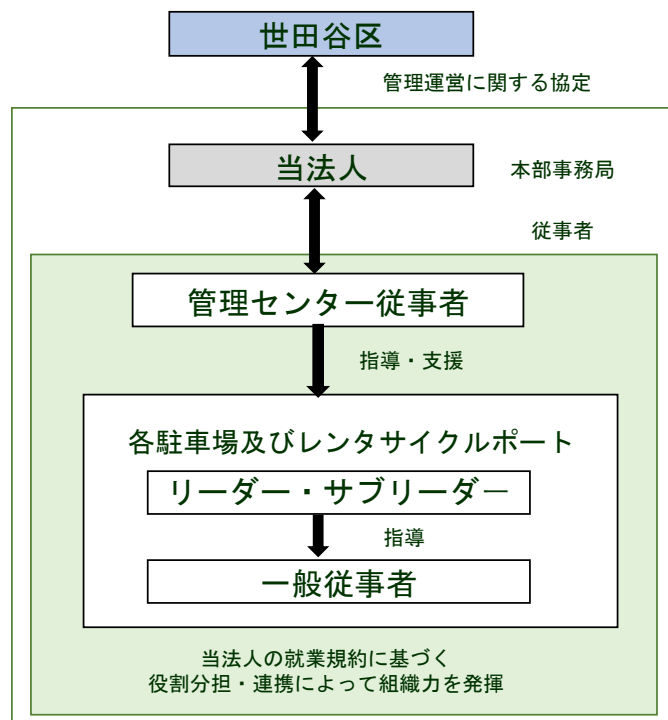 世田谷区
管理運営に関する協定
当法人
本部事務局
従事者
管理センター従事者
指導・支援
各駐車場及びレンタサイクルポート
リーダー・サブリーダー
指導
一般従事者
当法人の就業規約に基づく
役割分担・連携によって組織力を発揮